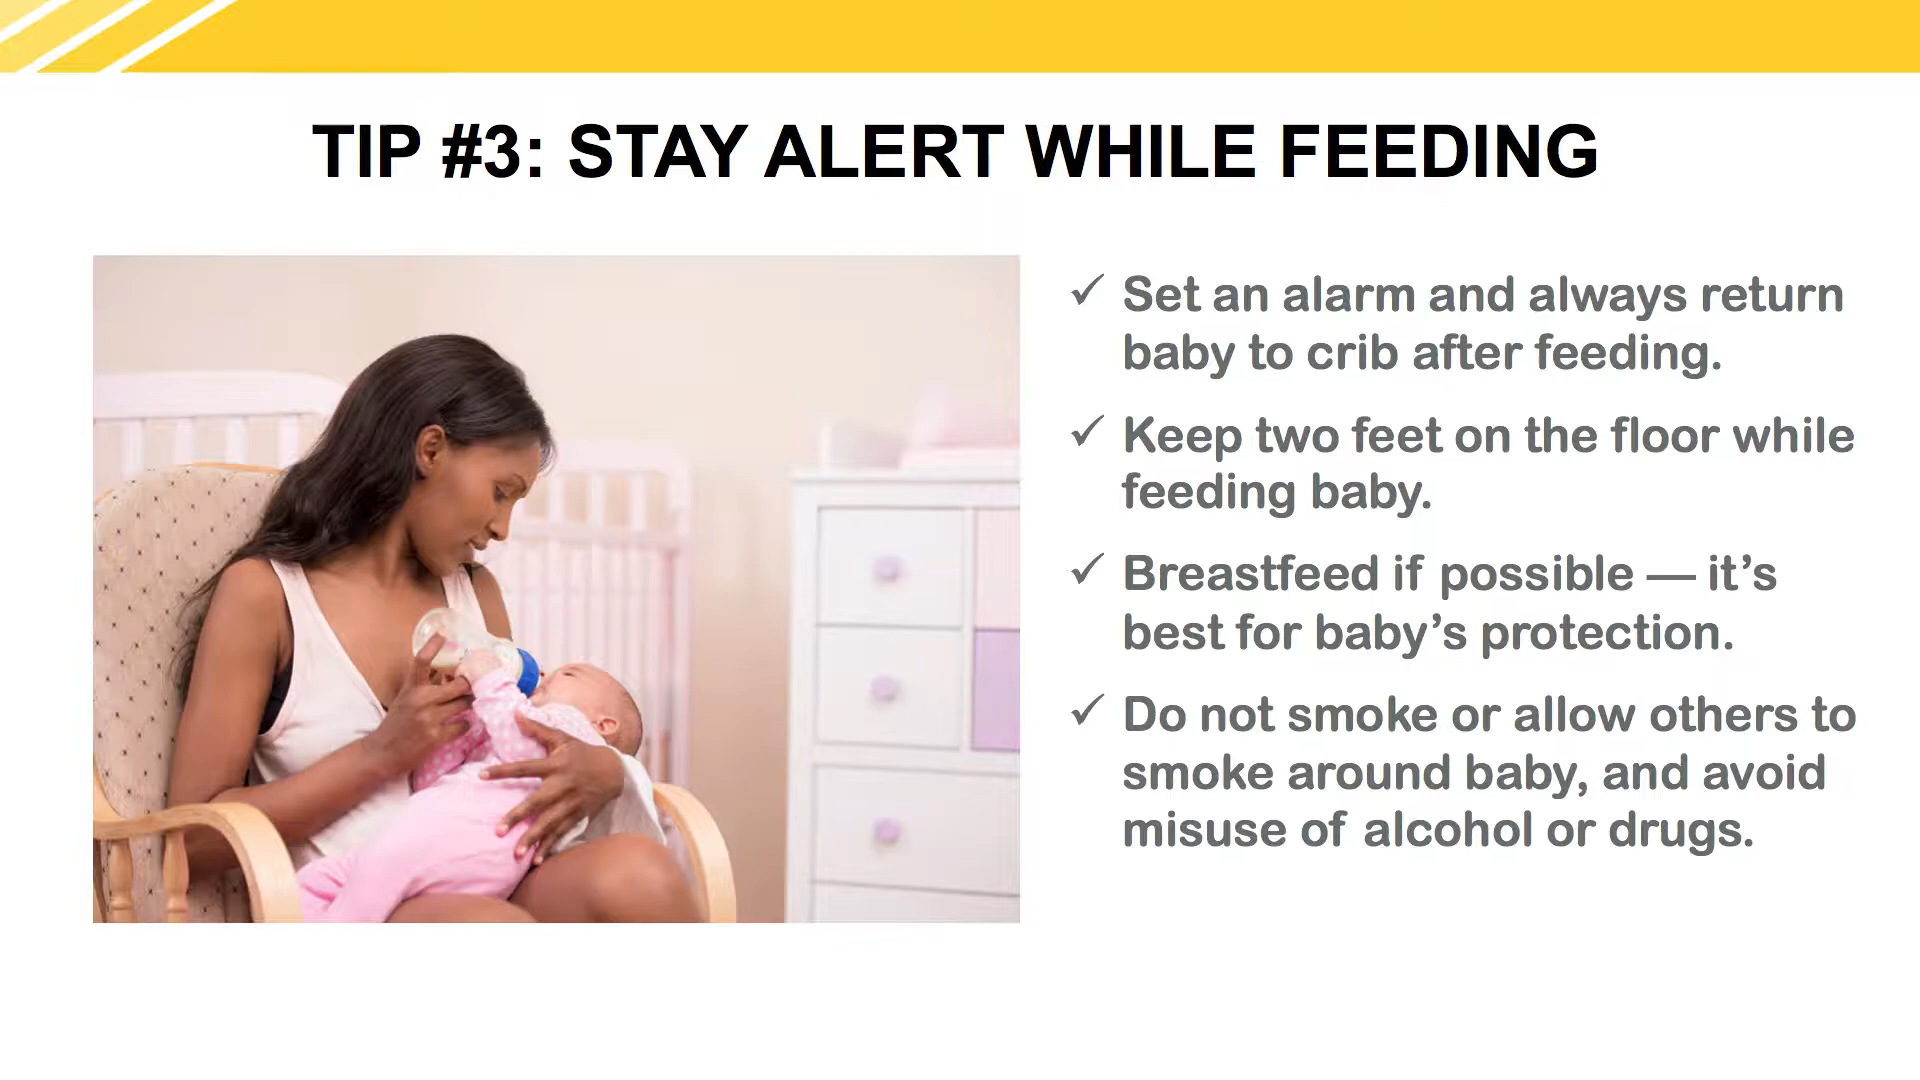 TIP #3: STAY ALERT WHILE FEEDING
✓ Set an alarm and always return
baby to crib after feeding.
✓ Keep two feet on the floor while
feeding baby.
✓ Breastfeed if possible — it’s
best for baby’s protection.
✓ Do not smoke or allow others to
smoke around baby, and avoid
misuse of alcohol or drugs.